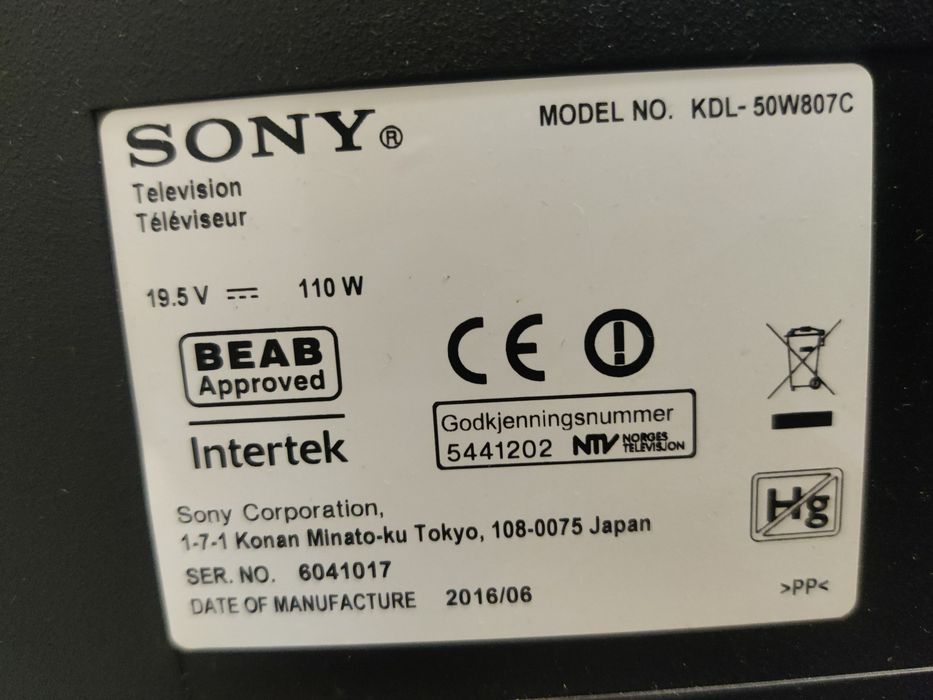 SONY®
MODEL NO. KDL-50W807C
Television
Téléviseur
19.5 V ⎓ 110 W
BEAB
Approved
Intertek
CE
Godkjenningsnummer
5441202 NTV NORGES TELEVISJON
Hg
Sony Corporation,
1-7-1 Konan Minato-ku Tokyo, 108-0075 Japan
SER. NO. 6041017
DATE OF MANUFACTURE 2016/06
>PP<